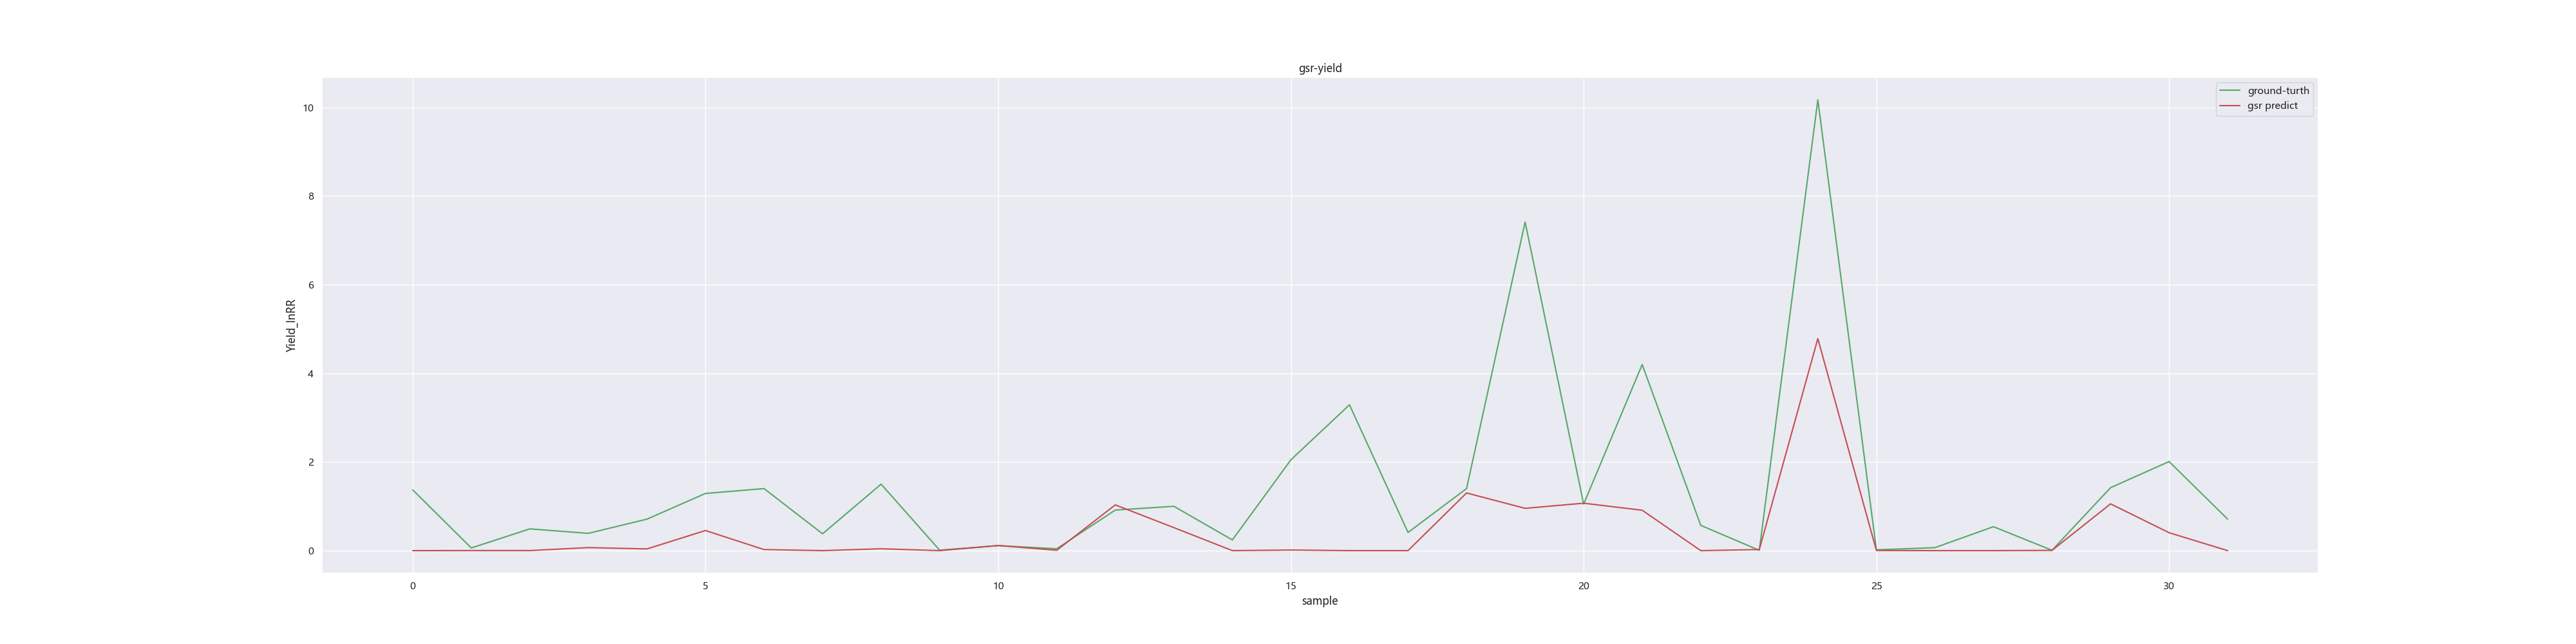 gsr-yield
ground-turth
gsr predict
10
8
6
4
2
0
Yield_lnRR
0 5 10 15 20 25 30
sample